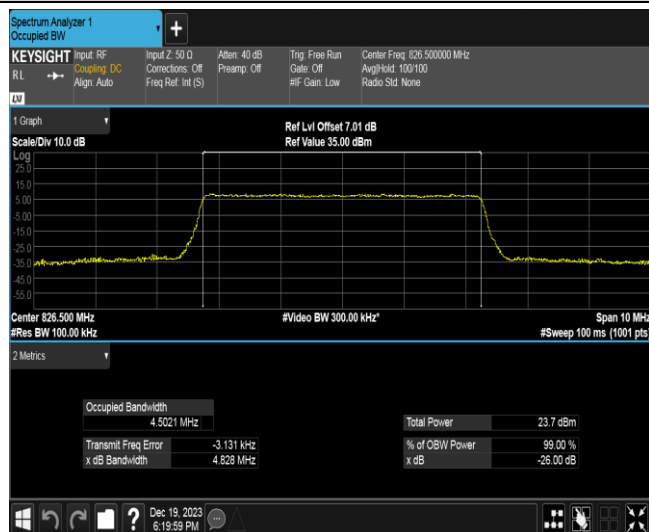 Spectrum Analyzer 1
Occupied BW
KEYSIGHT Input: RF Input Z: 50 Ω Atten: 40 dB Trig: Free Run Center Freq: 826.500000 MHz
RL Coupling: DC Corrections: Off Preamp: Off Gate: Off Avg|Hold: 100/100
Align: Auto Freq Ref: Int (S) #IF Gain: Low Radio Std: None
LXI
1 Graph
Ref Lvl Offset 7.01 dB
Scale/Div 10.0 dB Ref Value 35.00 dBm
Log
25.0
15.0
5.00
-5.00
-15.0
-25.0
-35.0
-45.0
-55.0
Center 826.500 MHz #Video BW 300.00 kHz* Span 10 MHz
#Res BW 100.00 kHz #Sweep 100 ms (1001 pts)
2 Metrics
Occupied Bandwidth
4.5021 MHz Total Power 23.7 dBm
Transmit Freq Error -3.131 kHz % of OBW Power 99.00 %
x dB Bandwidth 4.828 MHz x dB -26.00 dB
? Dec 19, 2023
6:19:59 PM